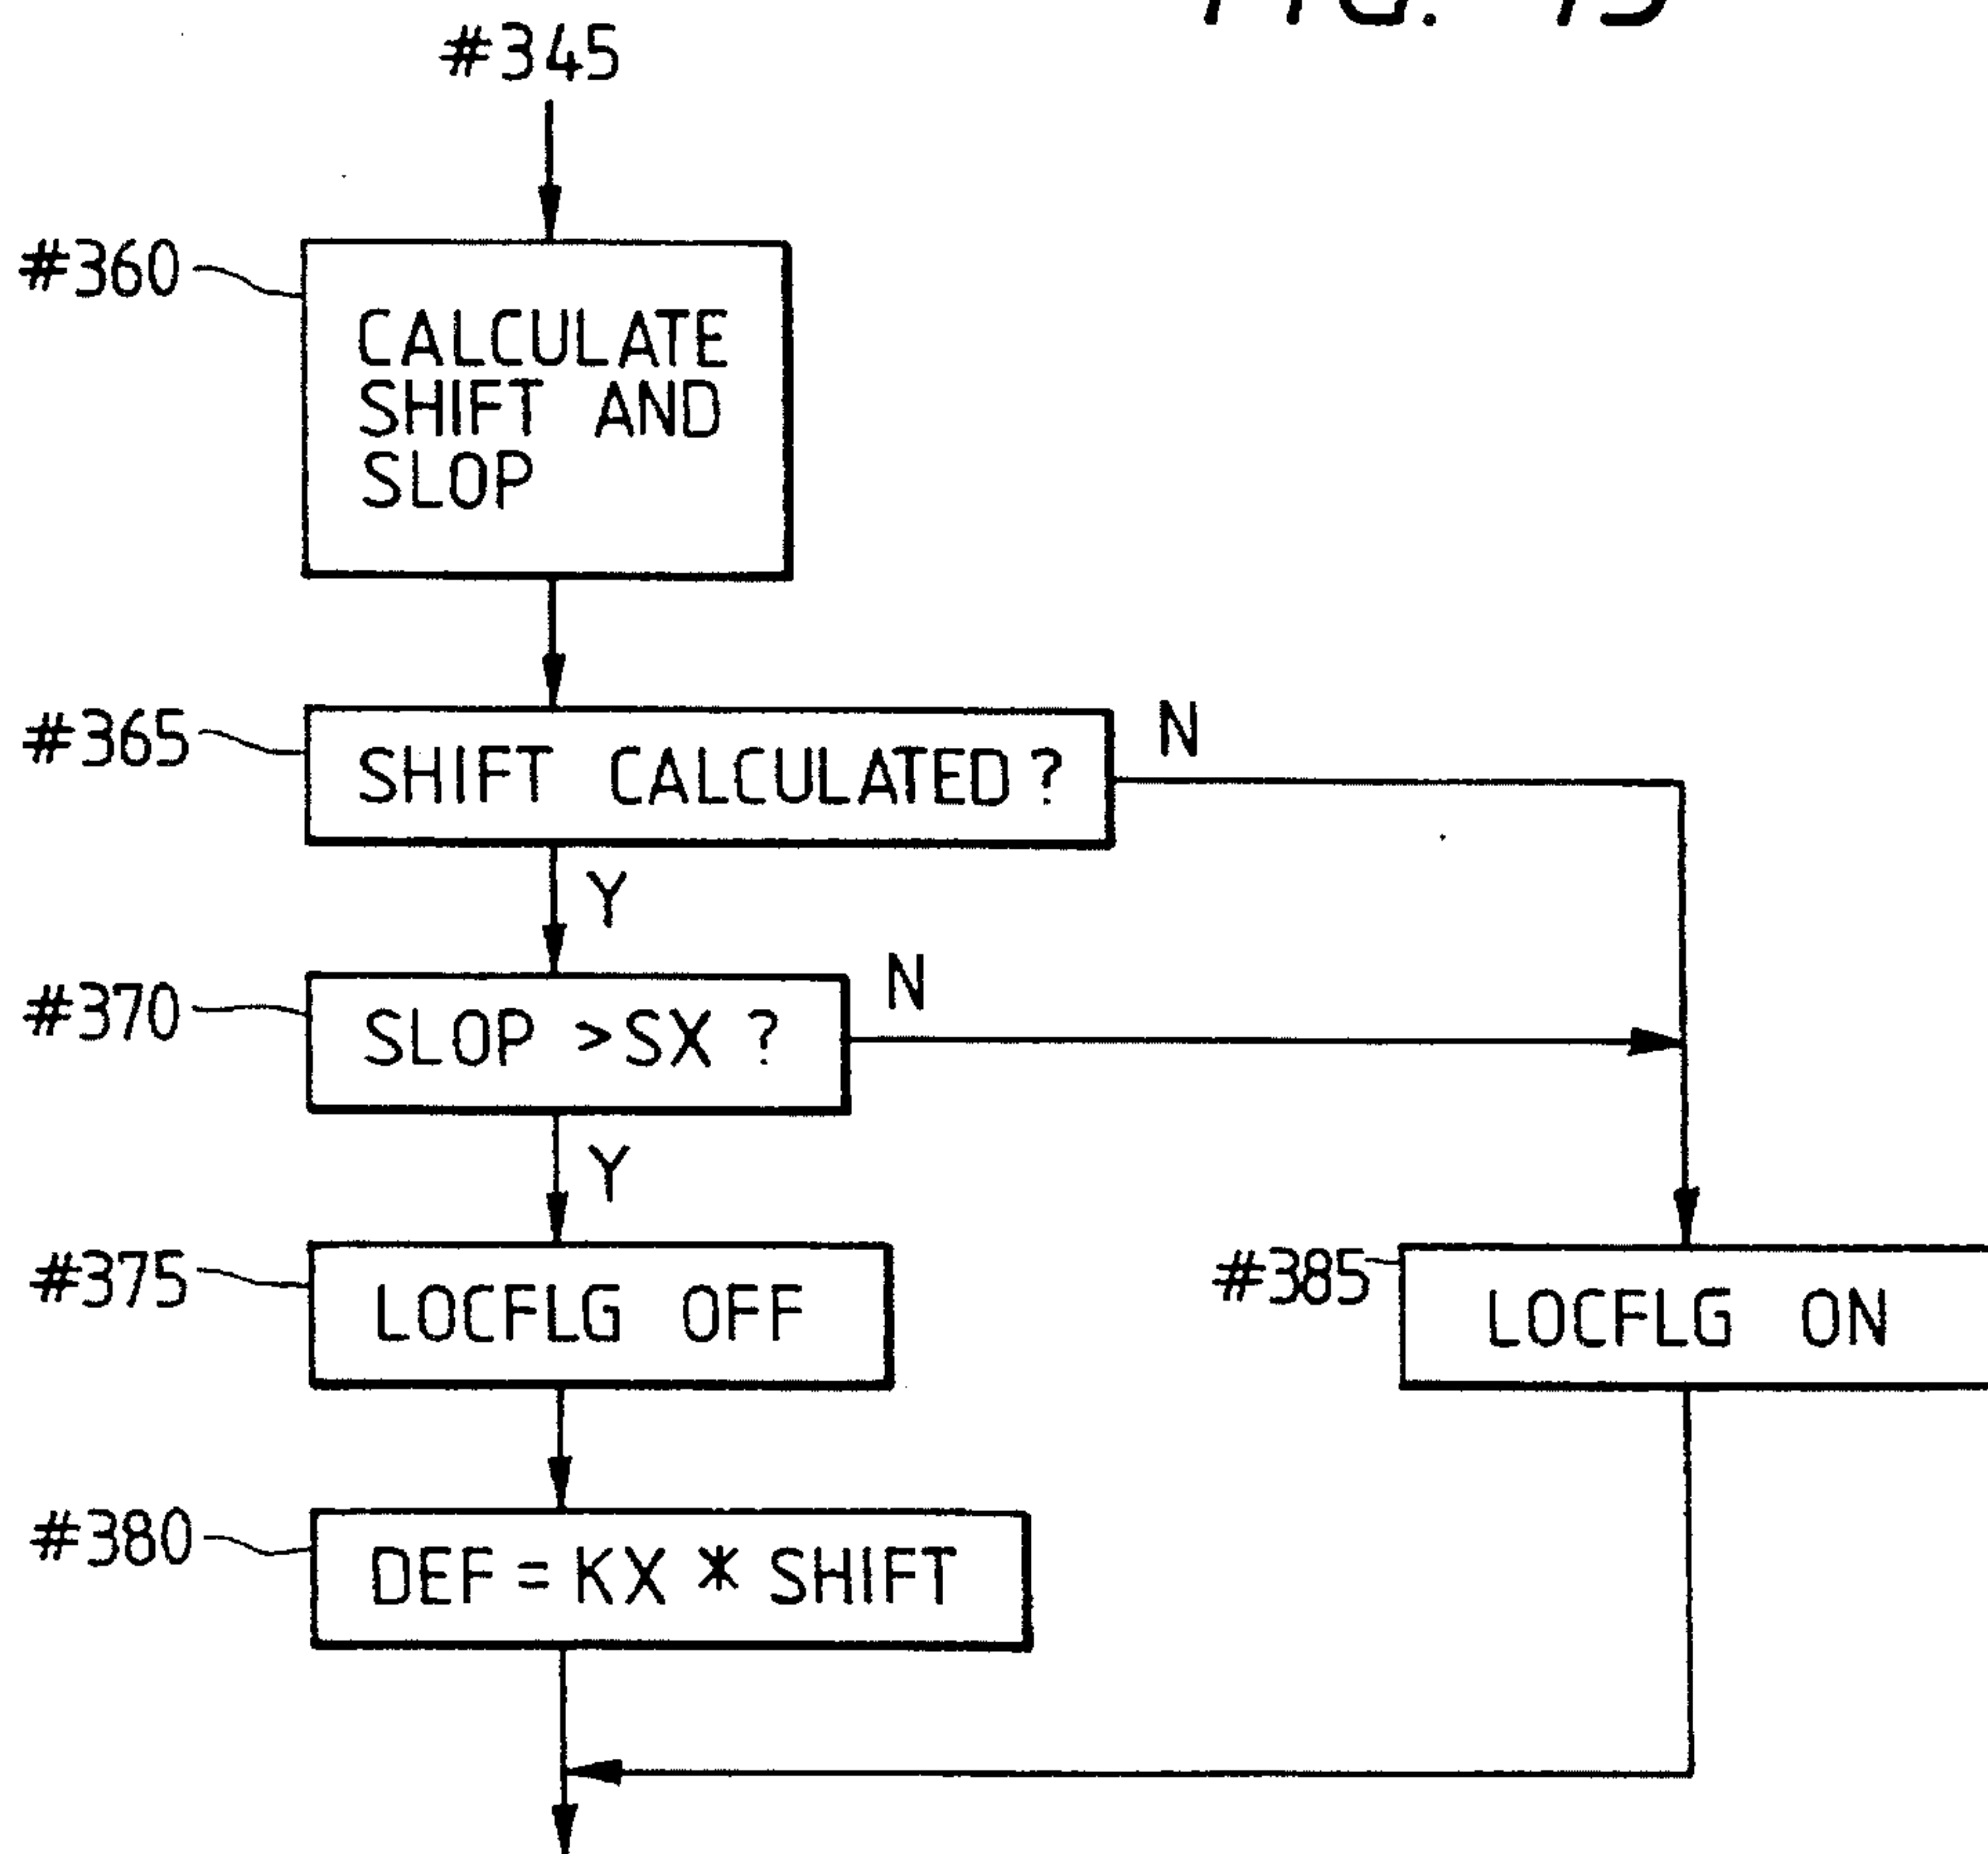 #345
#360
CALCULATE
SHIFT AND
SLOP
#365
SHIFT CALCULATED?
N
Y
#370
SLOP >SX ?
N
Y
#375
LOCFLG OFF
#385
LOCFLG ON
#380
DEF = KX * SHIFT